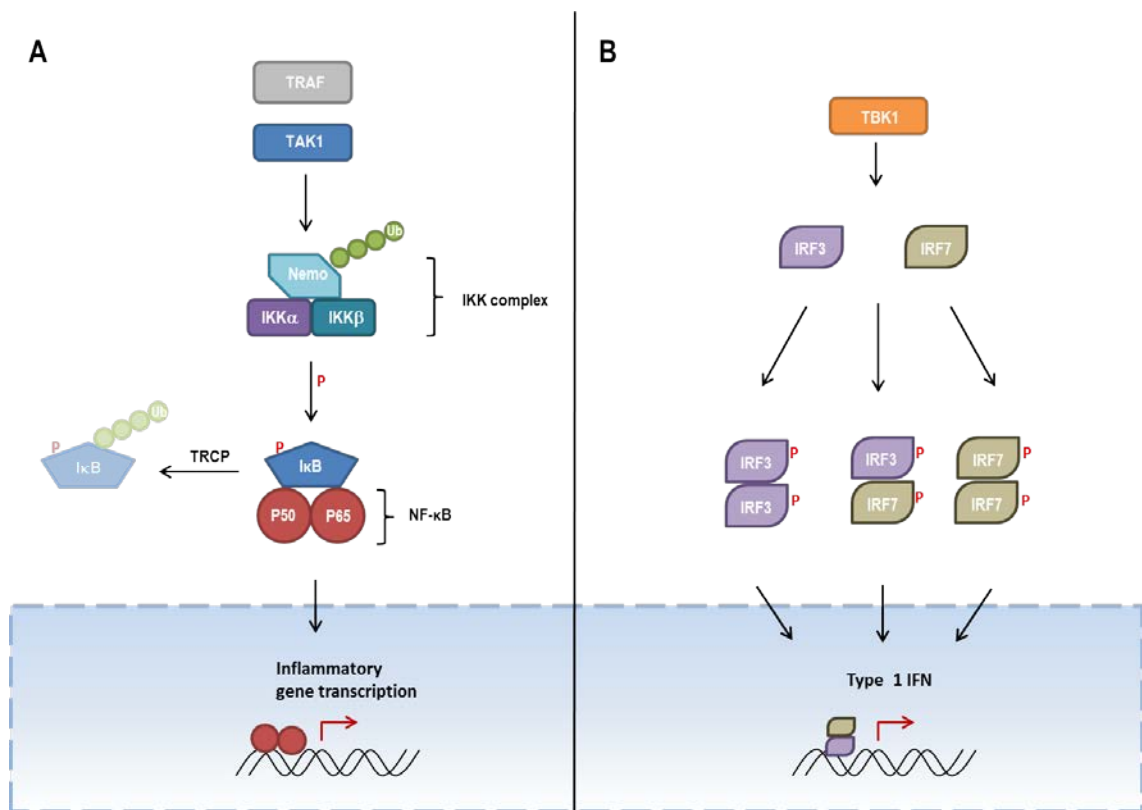 A
TRAF
TAK1
Ub
Nemo
IKKα
IKKβ
IKK complex
P
Ub
P
IκB
TRCP
P
IκB
P50
P65
NF-κB
Inflammatory
gene transcription
B
TBK1
IRF3
IRF7
IRF3
P
IRF3
P
IRF3
P
IRF7
P
IRF7
P
IRF7
P
Type 1 IFN